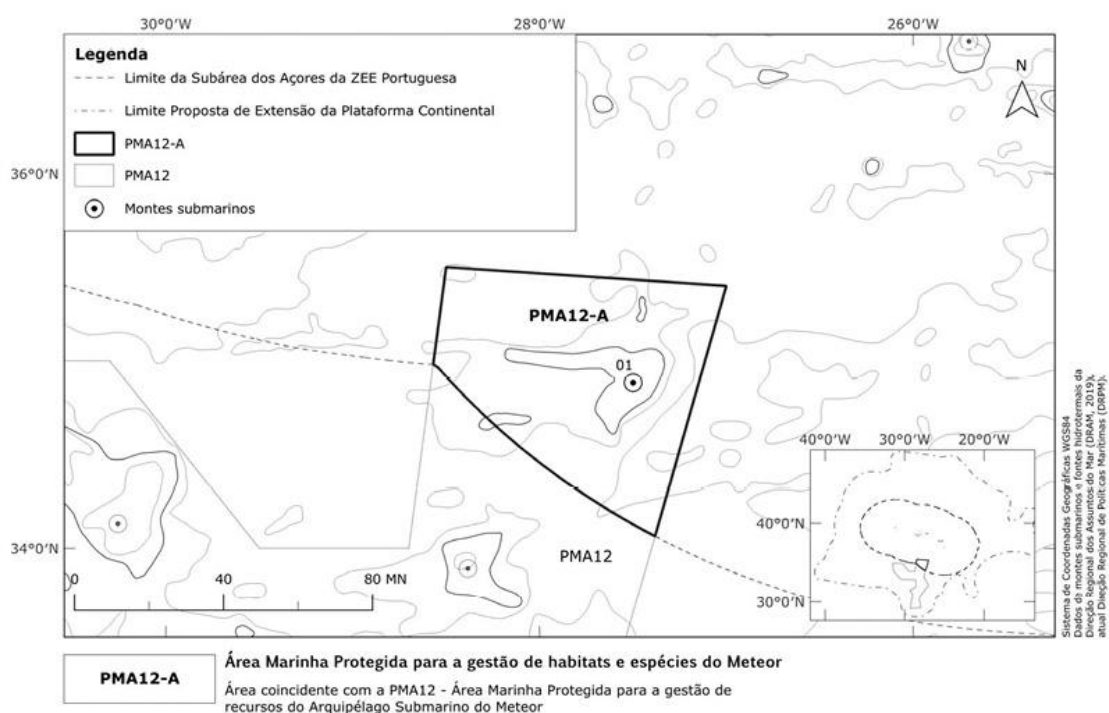 30°0'W
28°0'W
26°0'W
Legenda
Limite da Subárea dos Açores da ZEE Portuguesa
Limite Proposta de Extensão da Plataforma Continental
PMA12-A
PMA12
Montes submarinos
N
36°0'N
PMA12-A
01
34°0'N
PMA12
0
40
80 MN
40°0'W
30°0'W
20°0'W
40°0'N
30°0'N
Sistema de Coordenadas Geográficas WGS84
Dados de montes submarinos e fontes hidrotermais da
Direção Regional dos Assuntos do Mar (DRAM, 2019),
atual Direção Regional de Políticas Marítimas (DRPM).
PMA12-A
Área Marinha Protegida para a gestão de habitats e espécies do Meteor
Área coincidente com a PMA12 - Área Marinha Protegida para a gestão de
recursos do Arquipélago Submarino do Meteor